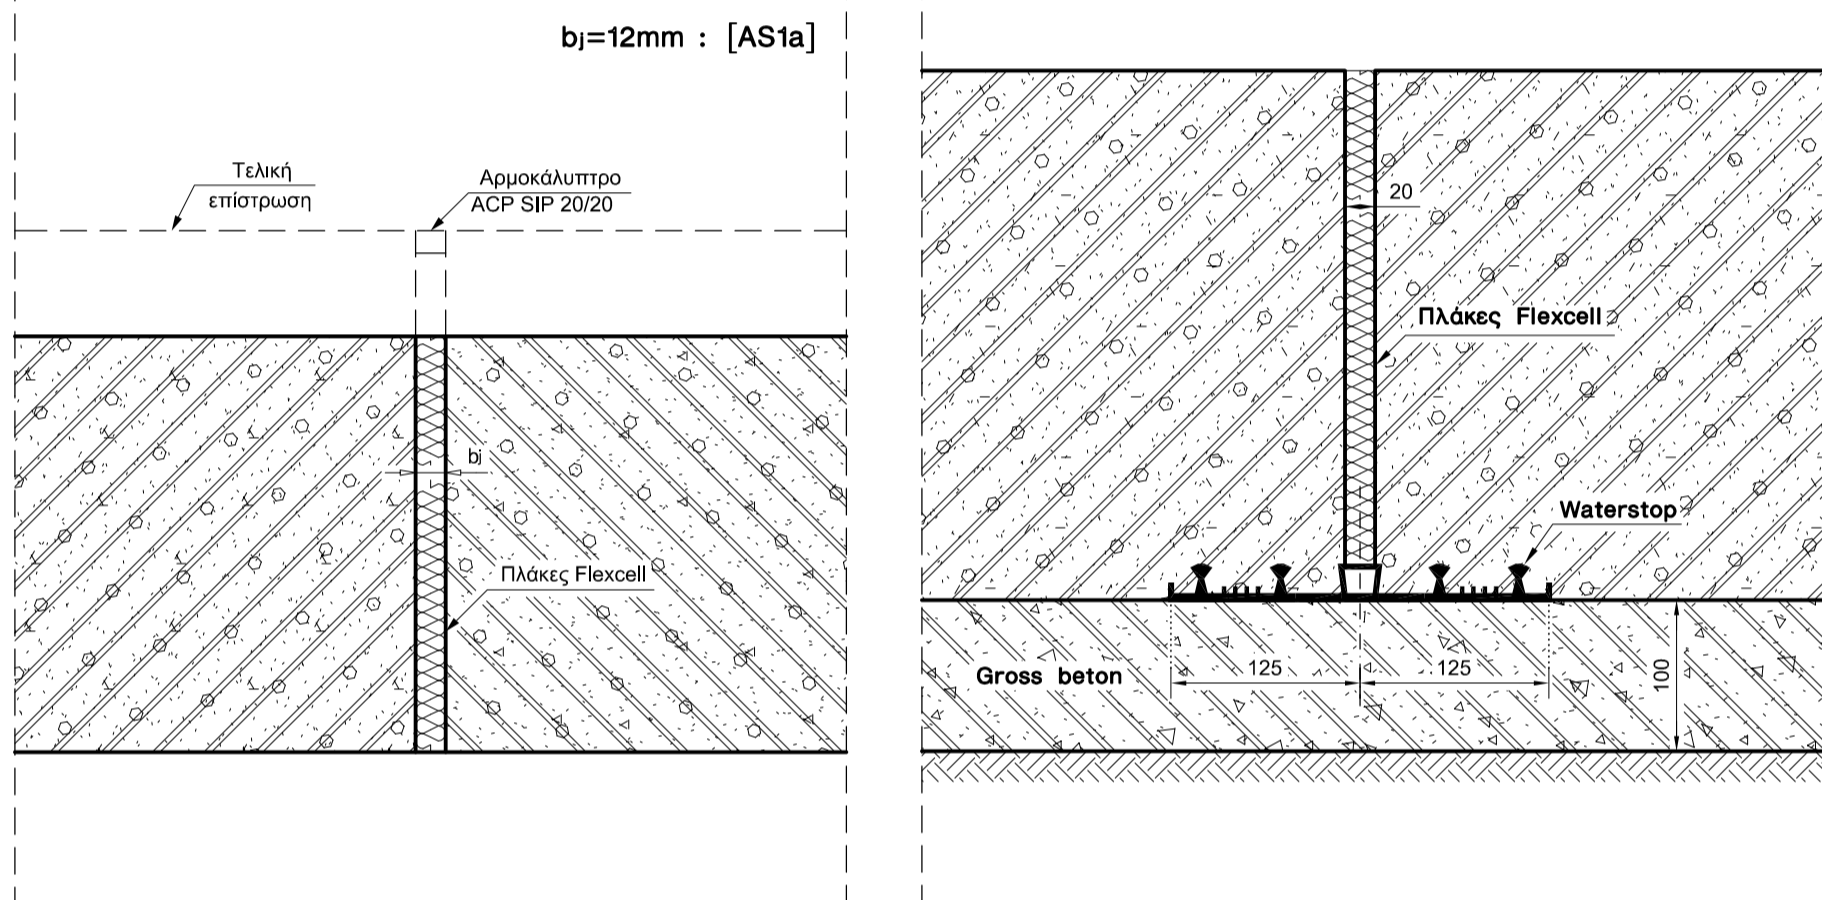 bj=12mm : [AS1a]
Τελική
επίστρωση
Αρμοκάλυπτρο
ACP SIP 20/20
bj
Πλάκες Flexcell
20
Πλάκες Flexcell
Waterstop
Gross beton
125
125
100